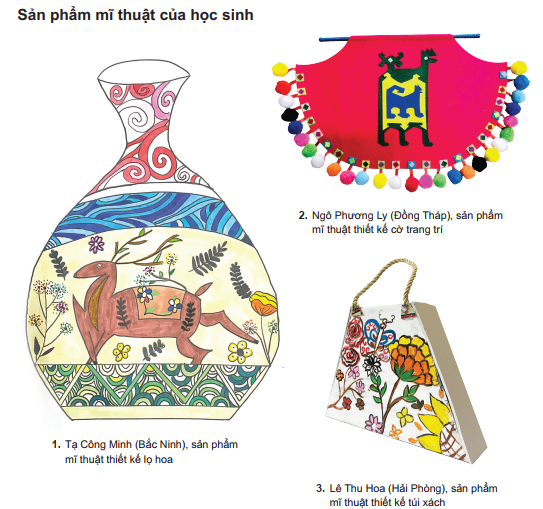 Sản phẩm mĩ thuật của học sinh
2. Ngô Phương Ly (Đồng Tháp), sản phẩm
mĩ thuật thiết kế cờ trang trí
1. Tạ Công Minh (Bắc Ninh), sản phẩm
mĩ thuật thiết kế lọ hoa
3. Lê Thu Hoa (Hải Phòng), sản phẩm
mĩ thuật thiết kế túi xách